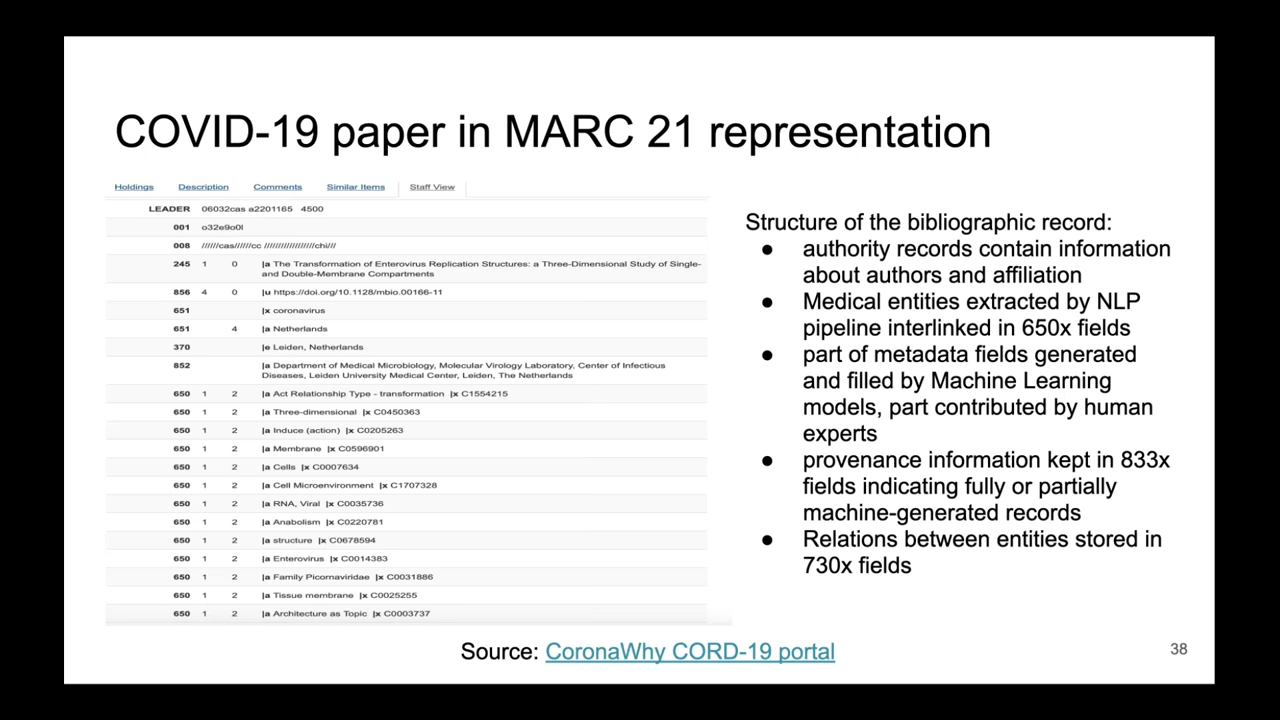 COVID-19 paper in MARC 21 representation
Holdings Description Comments Similar Items Staff View
LEADER 06032cas a2201165 4500
001 o32e9o0l
008 //////cas//////cc //////////////////chi///
245 1 0 |a The Transformation of Enterovirus Replication Structures: a Three-Dimensional Study of Single-
and Double-Membrane Compartments
856 4 0 |u https://doi.org/10.1128/mbio.00166-11
651 |x coronavirus
651 4 |a Netherlands
370 |e Leiden, Netherlands
852 |a Department of Medical Microbiology, Molecular Virology Laboratory, Center of Infectious
Diseases, Leiden University Medical Center, Leiden, The Netherlands
650 1 2 |a Act Relationship Type - transformation |x C1554215
650 1 2 |a Three-dimensional |x C0450363
650 1 2 |a Induce (action) |x C0205263
650 1 2 |a Membrane |x C0596901
650 1 2 |a Cells |x C0007634
650 1 2 |a Cell Microenvironment |x C1707328
650 1 2 |a RNA, Viral |x C0035736
650 1 2 |a Anabolism |x C0220781
650 1 2 |a structure |x C0678594
650 1 2 |a Enterovirus |x C0014383
650 1 2 |a Family Picornaviridae |x C0031886
650 1 2 |a Tissue membrane |x C0025255
650 1 2 |a Architecture as Topic |x C0003737
Structure of the bibliographic record:
● authority records contain information
about authors and affiliation
● Medical entities extracted by NLP
pipeline interlinked in 650x fields
● part of metadata fields generated
and filled by Machine Learning
models, part contributed by human
experts
● provenance information kept in 833x
fields indicating fully or partially
machine-generated records
● Relations between entities stored in
730x fields
Source: CoronaWhy CORD-19 portal
38